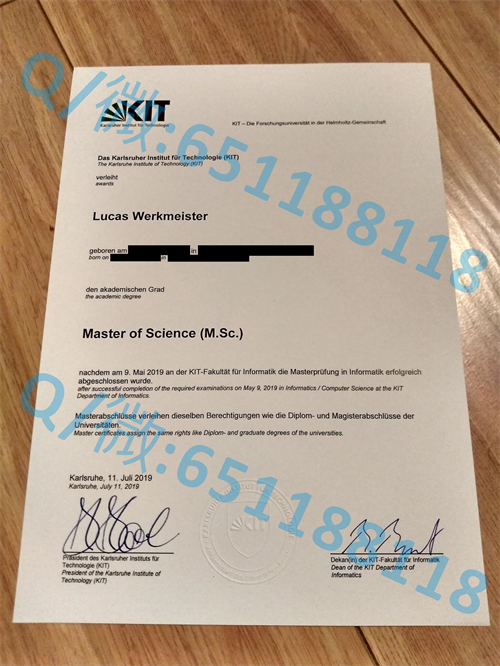 KIT
Karlsruher Institut für Technologie
KIT – Die Forschungsuniversität in der Helmholtz-Gemeinschaft
Das Karlsruher Institut für Technologie (KIT)
The Karlsruhe Institute of Technology (KIT)
verleiht
awards
Lucas Werkmeister
geboren am in
born on in
den akademischen Grad
the academic degree
Master of Science (M.Sc.)
nachdem am 9. Mai 2019 an der KIT-Fakultät für Informatik die Masterprüfung in Informatik erfolgreich
abgeschlossen wurde.
after successful completion of the required examinations on May 9, 2019 in Informatics / Computer Science at the KIT
Department of Informatics.
Masterabschlüsse verleihen dieselben Berechtigungen wie die Diplom- und Magisterabschlüsse der
Universitäten.
Master certificates assign the same rights like Diplom- and graduate degrees of the universities.
Karlsruhe, 11. Juli 2019
Karlsruhe, July 11, 2019
KIT
Präsident des Karlsruher Instituts für
Technologie (KIT)
President of the Karlsruhe Institute of
Technology (KIT)
Dekan(in) der KIT-Fakultät für Informatik
Dean of the KIT Department of
Informatics
Q/微:651188118
Q/微:651188118